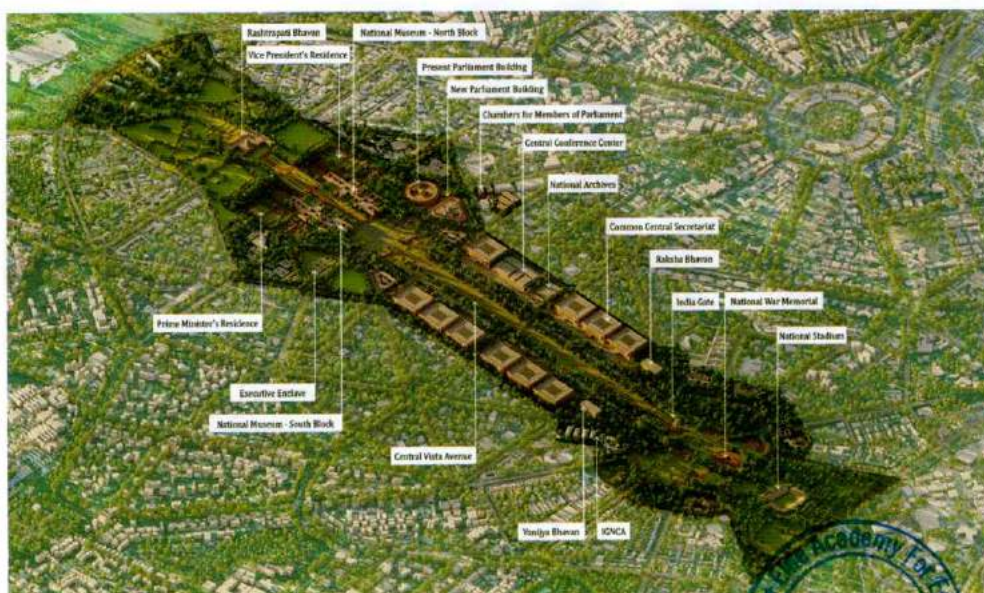 Rashtrapati Bhavan
National Museum - North Block
Vice President's Residence
Present Parliament Building
New Parliament Building
Chambers for Members of Parliament
Central Conference Center
National Archives
Common Central Secretariat
Raksha Bhavan
India Gate
National War Memorial
National Stadium
Prime Minister's Residence
Executive Enclave
National Museum - South Block
Central Vista Avenue
Vanijya Bhavan
IGNCA
Academy For